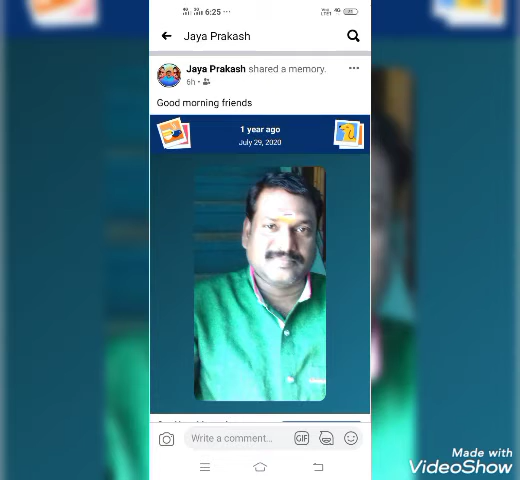 6:25 ...
4G
Jaya Prakash
Jaya Prakash shared a memory.
6h
Good morning friends
1 year ago
July 29, 2020
Write a comment...
GIF
Made with
VideoShow